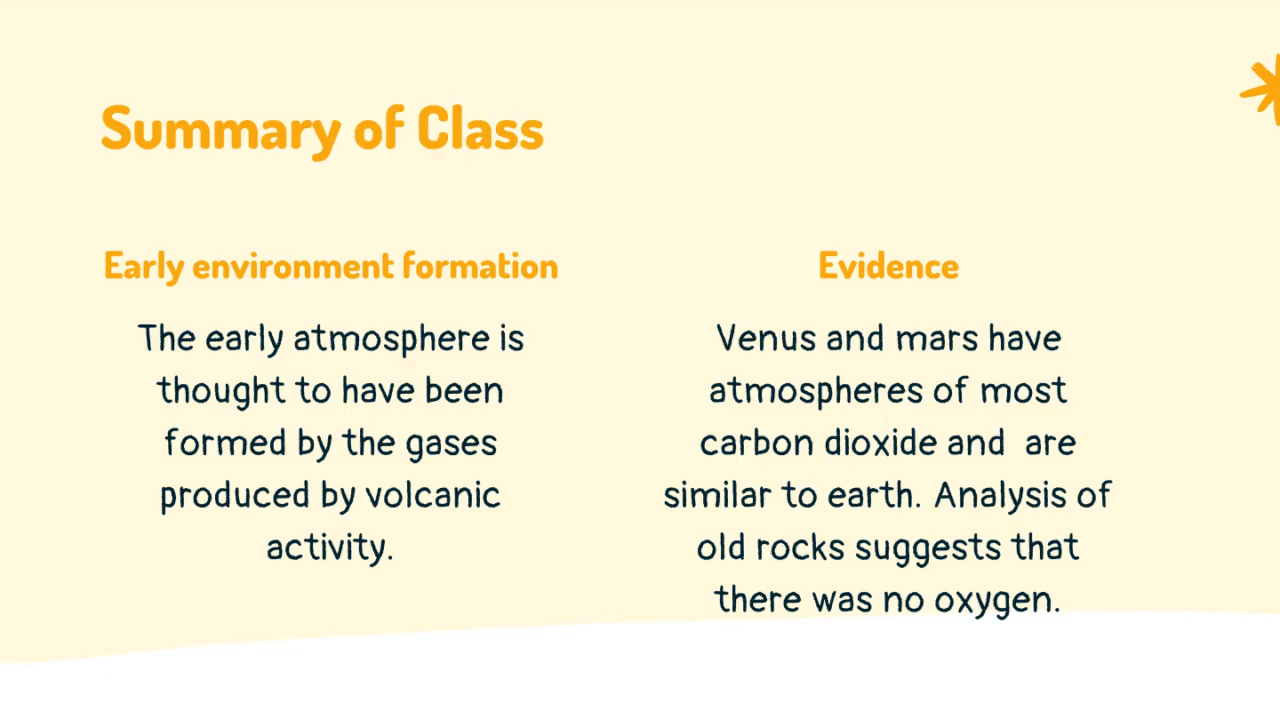 Summary of Class
Early environment formation
The early atmosphere is
thought to have been
formed by the gases
produced by volcanic
activity.
Evidence
Venus and mars have
atmospheres of most
carbon dioxide and  are
similar to earth. Analysis of
old rocks suggests that
there was no oxygen.